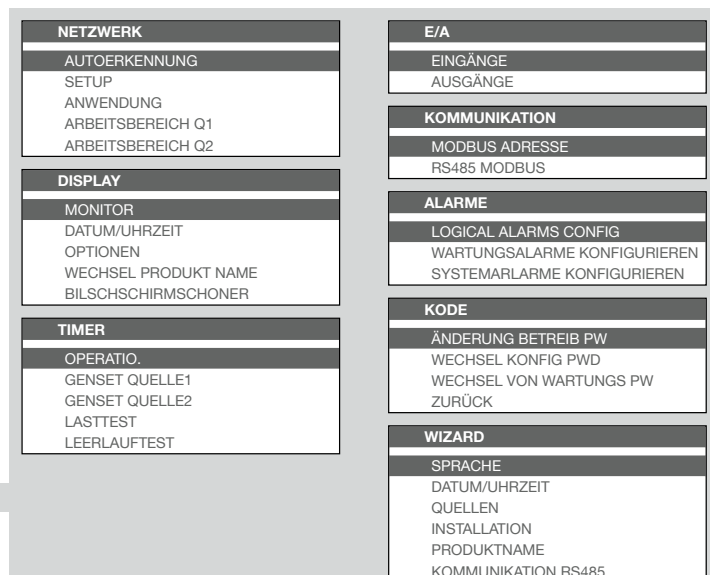 NETZWERK
AUTOERKENNUNG
SETUP
ANWENDUNG
ARBEITSBEREICH Q1
ARBEITSBEREICH Q2
DISPLAY
MONITOR
DATUM/UHRZEIT
OPTIONEN
WECHSEL PRODUKT NAME
BILSCHSCHIRMSCHONER
TIMER
OPERATIO.
GENSET QUELLE1
GENSET QUELLE2
LASTTEST
LEERLAUFTEST
E/A
EINGÄNGE
AUSGÄNGE
KOMMUNIKATION
MODBUS ADRESSE
RS485 MODBUS
ALARME
LOGICAL ALARMS CONFIG
WARTUNGSALARME KONFIGURIEREN
SYSTEMARLARME KONFIGURIEREN
KODE
ÄNDERUNG BETREIB PW
WECHSEL KONFIG PWD
WECHSEL VON WARTUNGS PW
ZURÜCK
WIZARD
SPRACHE
DATUM/UHRZEIT
QUELLEN
INSTALLATION
PRODUKTNAME
KOMMUNIKATION RS485